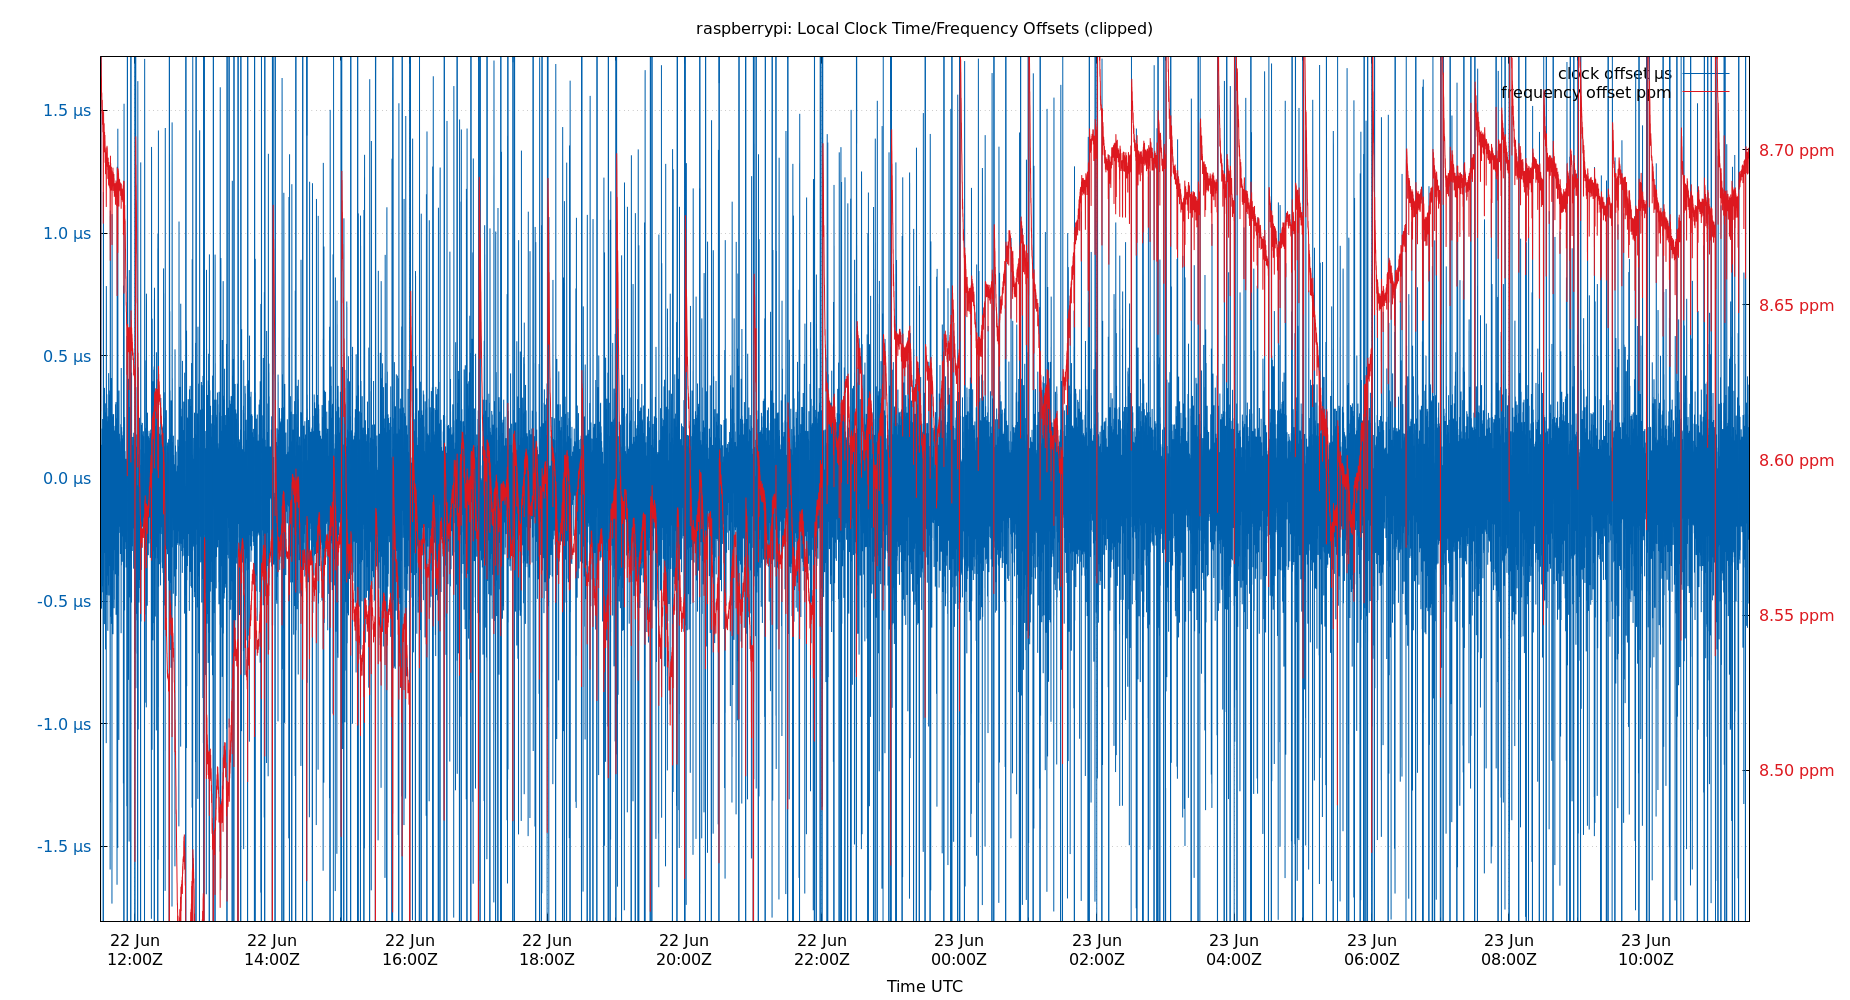 raspberrypi: Local Clock Time/Frequency Offsets (clipped)
clock offset µs
frequency offset ppm
1.5 µs
1.0 µs
0.5 µs
0.0 µs
-0.5 µs
-1.0 µs
-1.5 µs
8.70 ppm
8.65 ppm
8.60 ppm
8.55 ppm
8.50 ppm
22 Jun 22 Jun 22 Jun 22 Jun 22 Jun 22 Jun 23 Jun 23 Jun 23 Jun 23 Jun 23 Jun 23 Jun
12:00Z 14:00Z 16:00Z 18:00Z 20:00Z 22:00Z 00:00Z 02:00Z 04:00Z 06:00Z 08:00Z 10:00Z
Time UTC